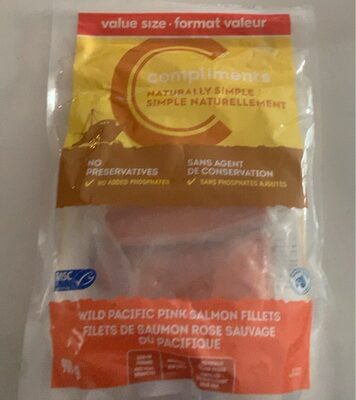 value size · format valeur
compliments
NATURALLY SIMPLE
SIMPLE NATURELLEMENT
NO PRESERVATIVES
✓ NO ADDED PHOSPHATES
SANS AGENT DE CONSERVATION
✓ SANS PHOSPHATES AJOUTÉS
MSC
WILD PACIFIC PINK SALMON FILLETS
FILETS DE SAUMON ROSE SAUVAGE
DU PACIFIQUE